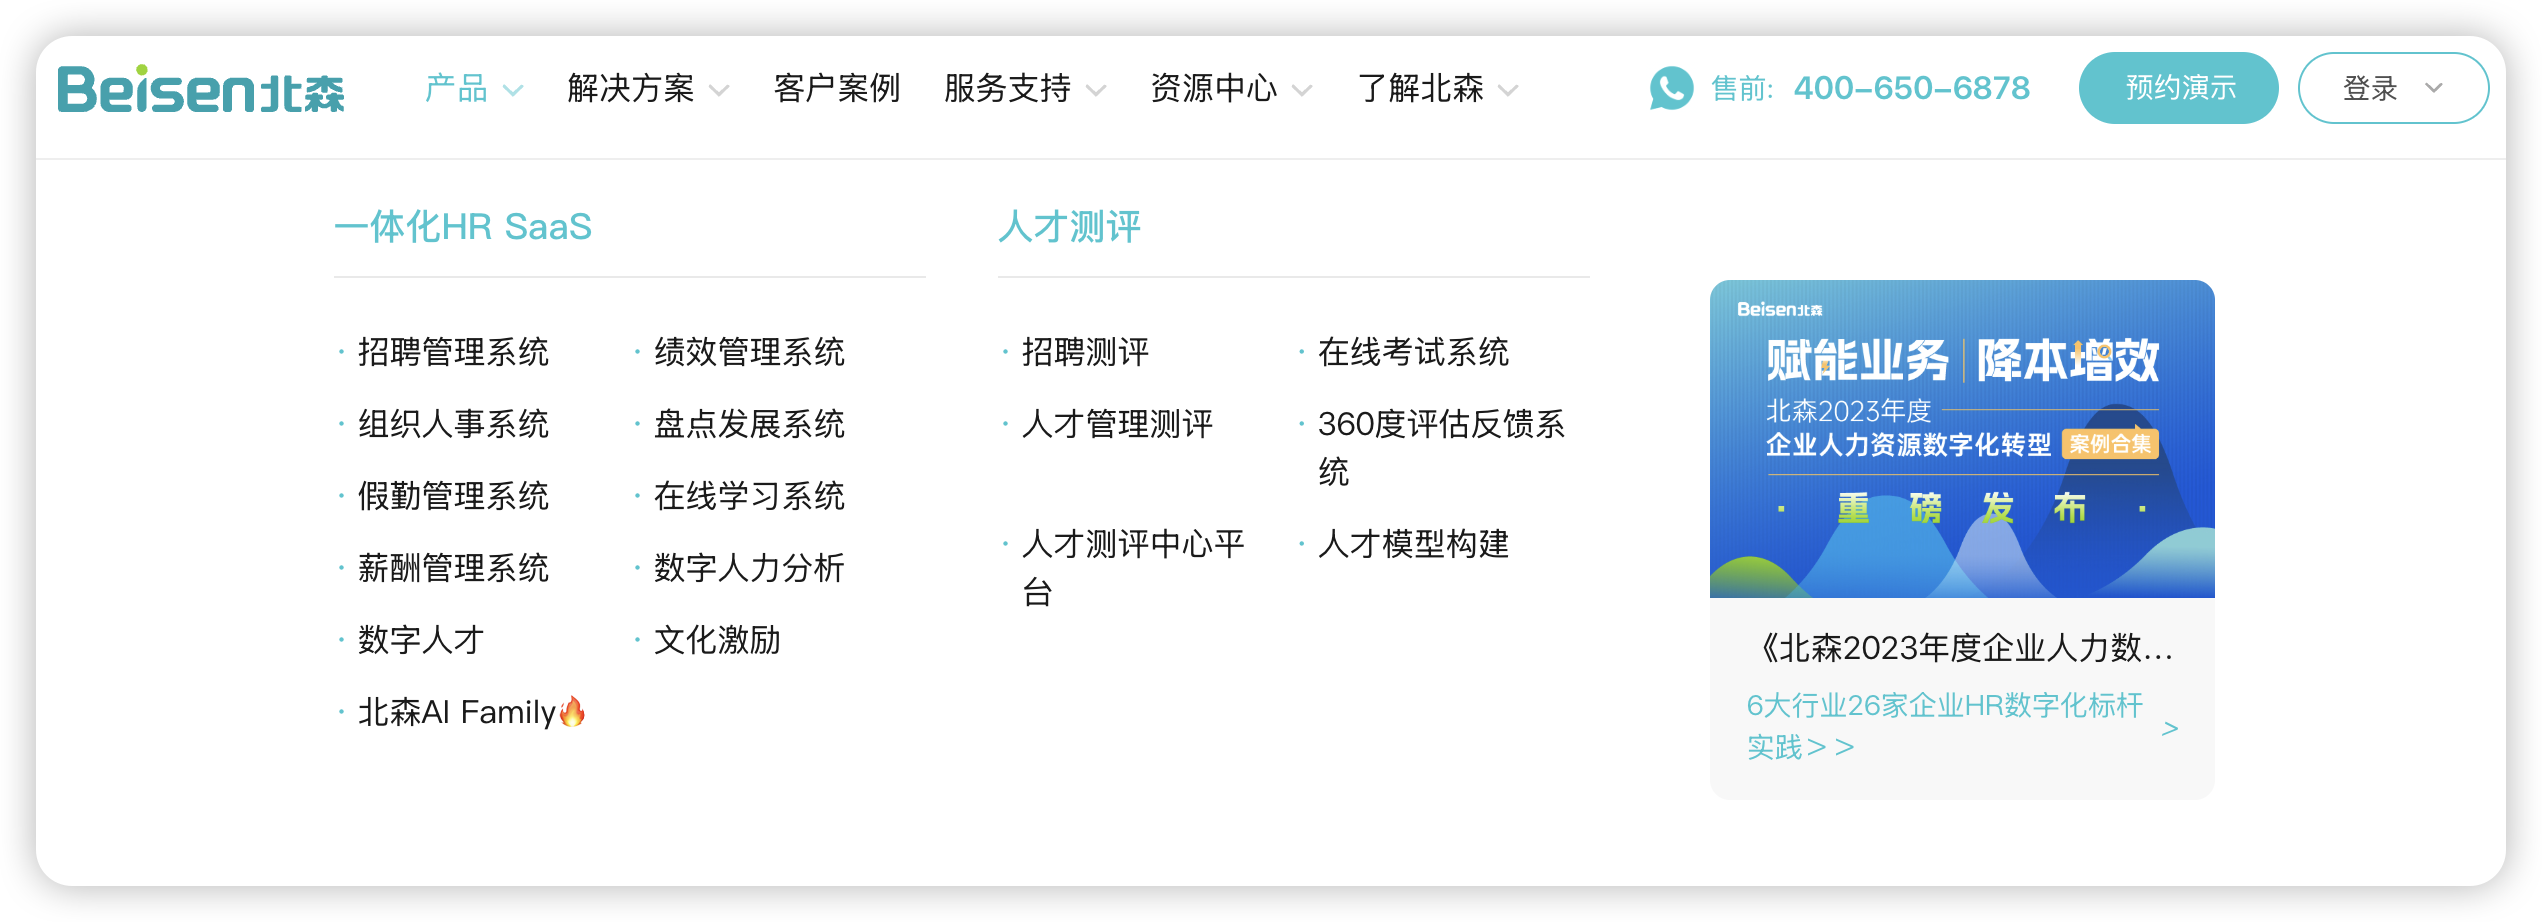 Beisen北森
产品
解决方案
客户案例
服务支持
资源中心
了解北森
售前: 400-650-6878
预约演示
登录
一体化HR SaaS
招聘管理系统
绩效管理系统
组织人事系统
盘点发展系统
假勤管理系统
在线学习系统
薪酬管理系统
数字人力分析
数字人才
文化激励
北森AI Family🔥
人才测评
招聘测评
在线考试系统
人才管理测评
360度评估反馈系
统
人才测评中心平
台
人才模型构建
Beisen北森
赋能业务 降本增效
北森2023年度
企业人力资源数字化转型 案例合集
· 重磅发布 ·
《北森2023年度企业人力数...
6大行业26家企业HR数字化标杆
实践>>
>